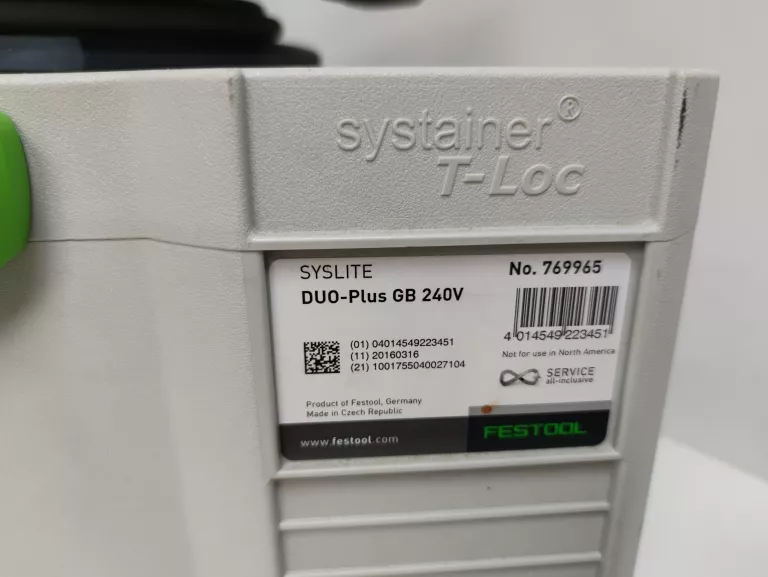 systainer®
T-Loc
SYSLITE
No. 769965
DUO-Plus GB 240V
4 014549 223451
(01) 04014549223451
(11) 20160316
(21) 1001755040027104
Not for use in North America
SERVICE
all-inclusive
Product of Festool, Germany
Made in Czech Republic
www.festool.com
FESTOOL